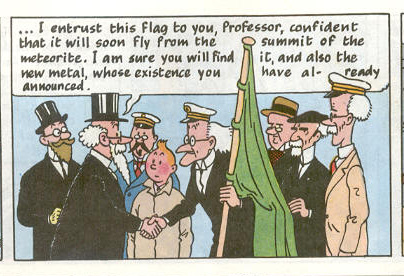 ... I entrust this Flag to you, Professor, confident
that it will soon fly from the summit of the
meteorite. I am sure you will find it, and also the
new metal, whose existence you have al- ready
announced.